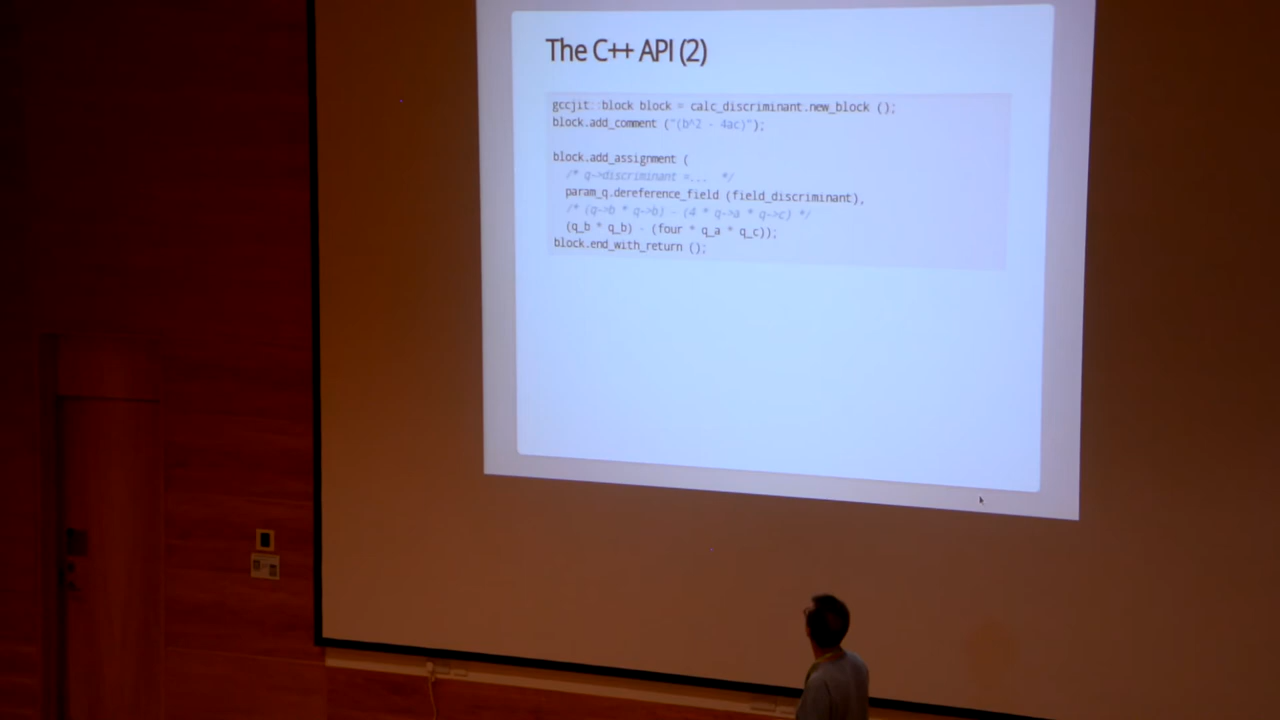 The C++ API (2)
gccjit::block block = calc_discriminant.new_block ();
block.add_comment ("(b^2 - 4ac)");
block.add_assignment (
/* q->discriminant =... */
param_q.dereference_field (field_discriminant),
/* (q->b * q->b) - (4 * q->a * q->c) */
(q_b * q_b) - (four * q_a * q_c));
block.end_with_return ();